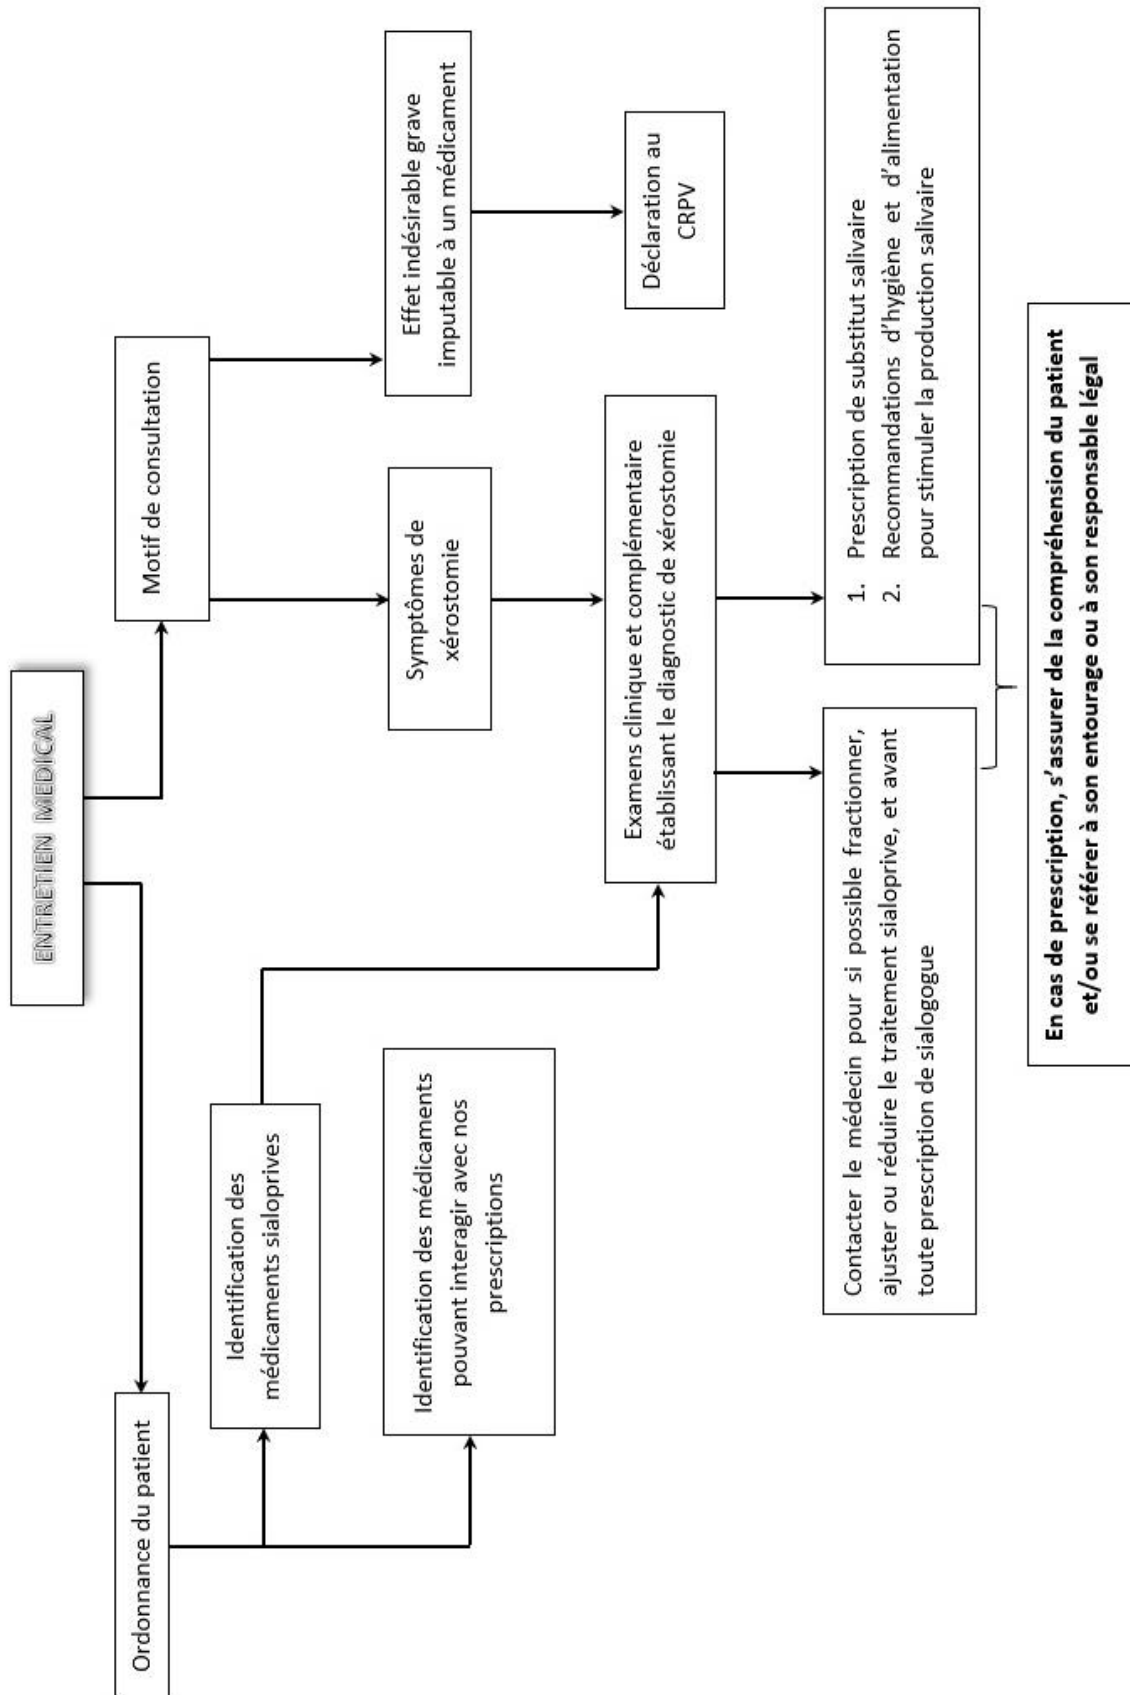 ENTRETIEN MEDICAL
Ordonnance du patient
Motif de consultation
Identification des
médicaments sialoprives
Identification des médicaments
pouvant interagir avec nos
prescriptions
Symptômes de
xérostomie
Effet indésirable grave
imputable à un médicament
Examens clinique et complémentaire
établissant le diagnostic de xérostomie
Déclaration au
CRPV
Contacter le médecin pour si possible fractionner,
ajuster ou réduire le traitement sialoprive, et avant
toute prescription de sialogogue
1. Prescription de substitut salivaire
2. Recommandations d'hygiène et d'alimentation
pour stimuler la production salivaire
En cas de prescription, s'assurer de la compréhension du patient
et/ou se référer à son entourage ou à son responsable légal